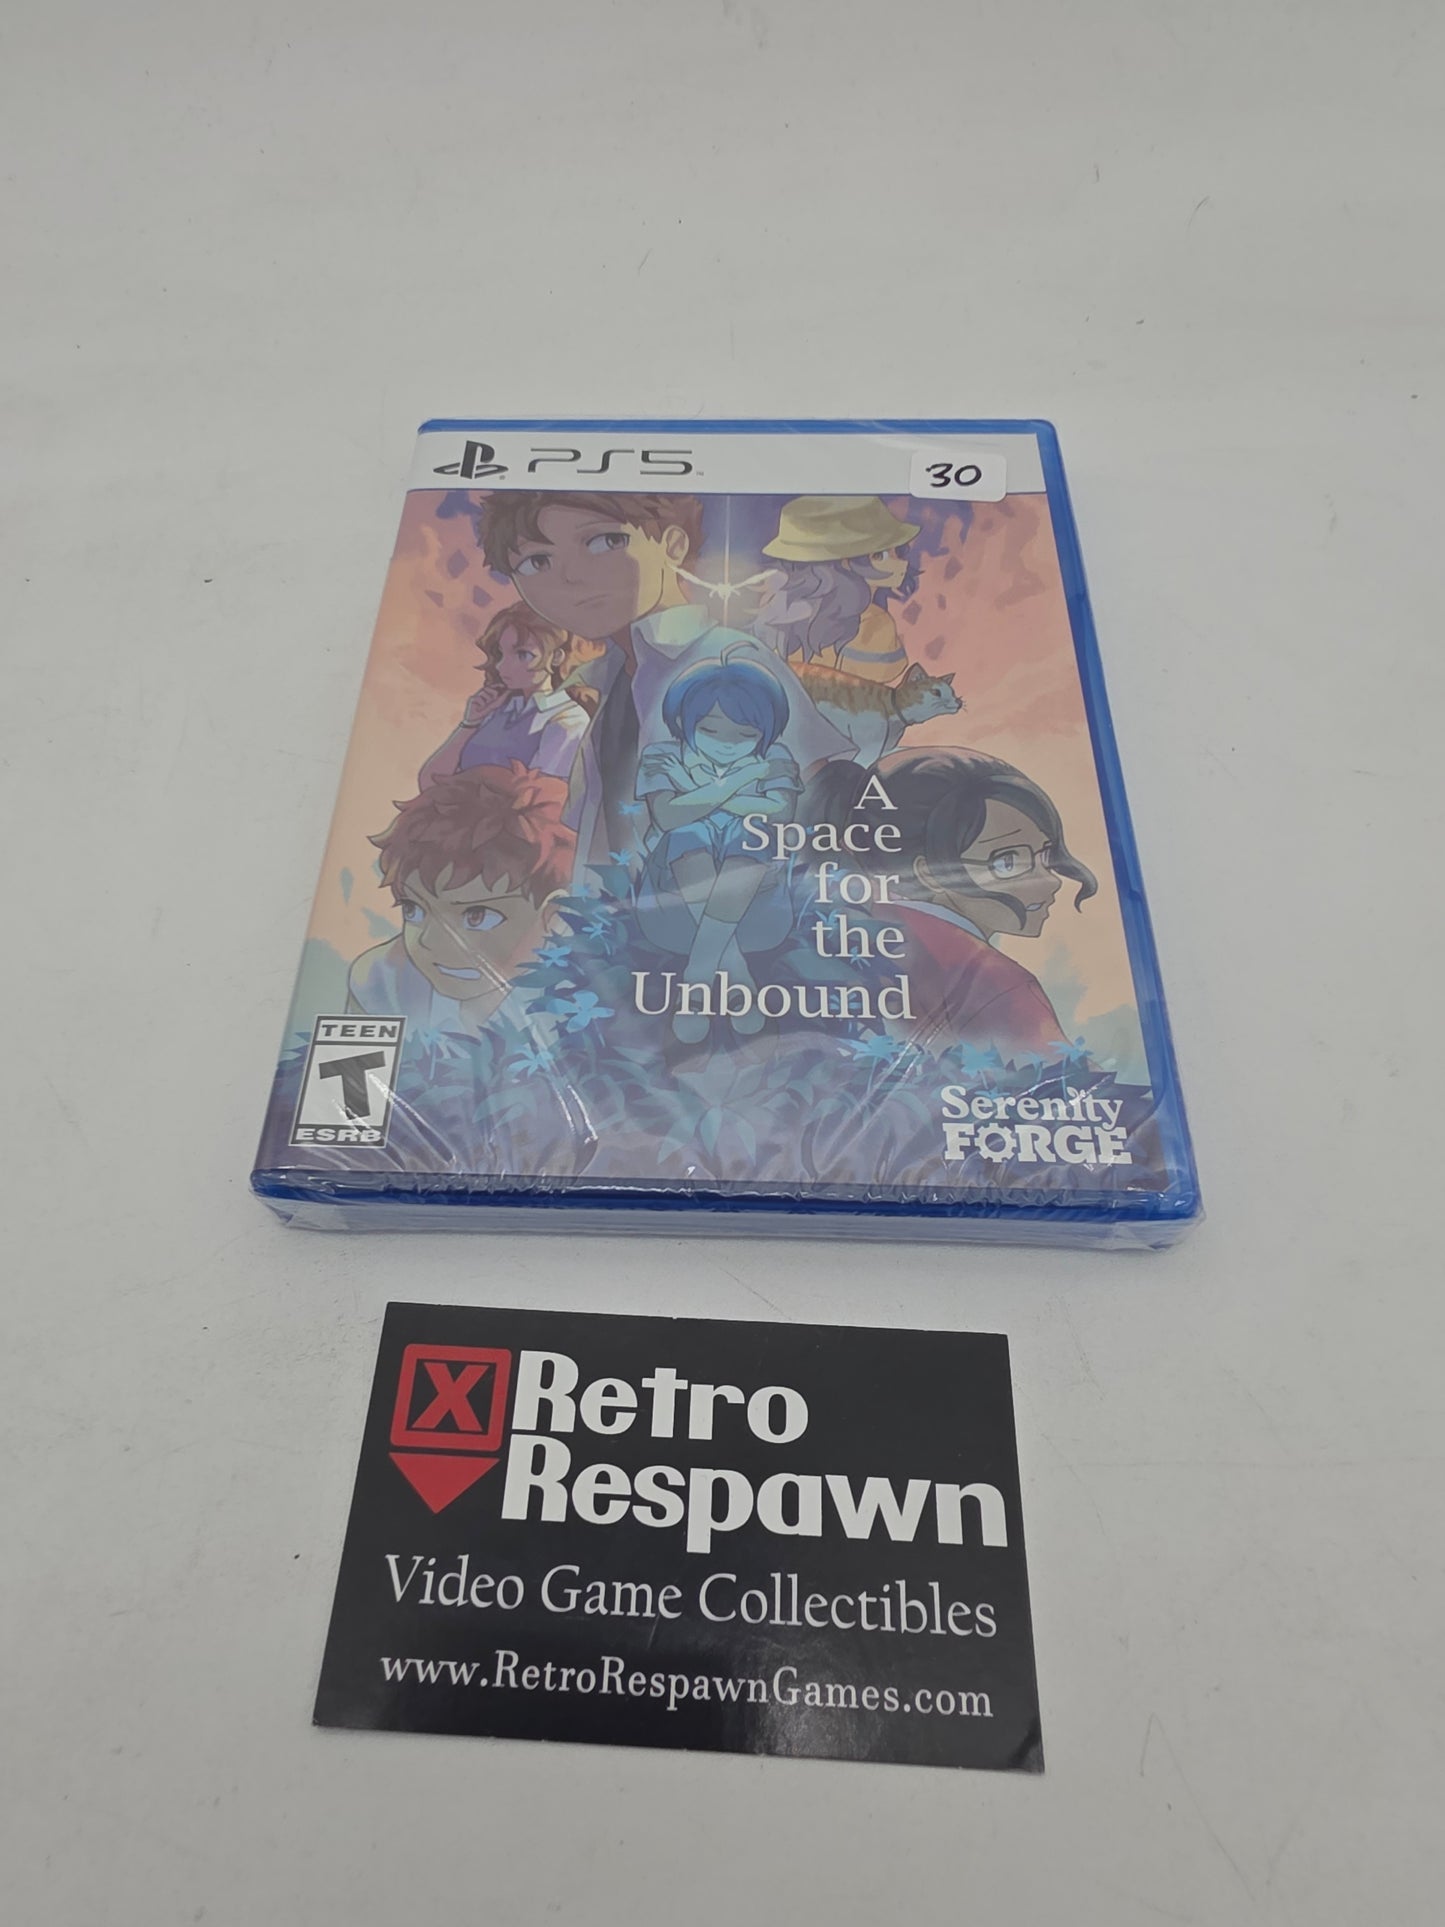 PS5
30
A
Space
for
the
Unbound
TEEN
T
ESRB
Serenity
FORGE
X Retro
Respawn
Video Game Collectibles
www.RetroRespawnGames.com